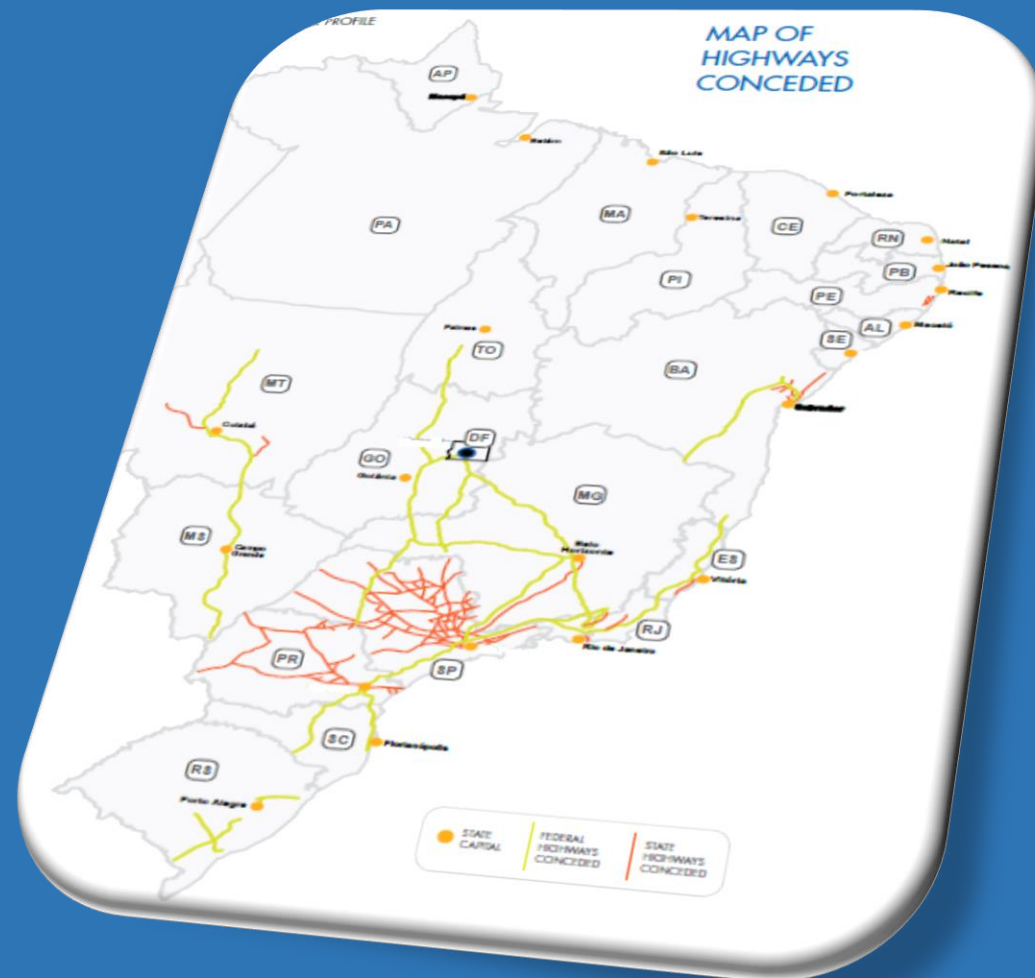 PROFILE
MAP OF
HIGHWAYS
CONCEDED
AP
Macapá
Belém
São Luís
Fortaleza
PA
MA
Teresina
CE
RN
Natal
PB
João Pessoa
PI
PE
Recife
AL
Maceió
SE
Palmas
TO
BA
MT
Salvador
Cuiabá
DF
GO
Goiânia
MG
MS
Campo
Grande
Belo
Horizonte
ES
Vitória
RJ
Rio de Janeiro
PR
SP
SC
Florianópolis
RS
Porto Alegre
STATE
CAPITAL
FEDERAL
HIGHWAYS
CONCEDED
STATE
HIGHWAYS
CONCEDED